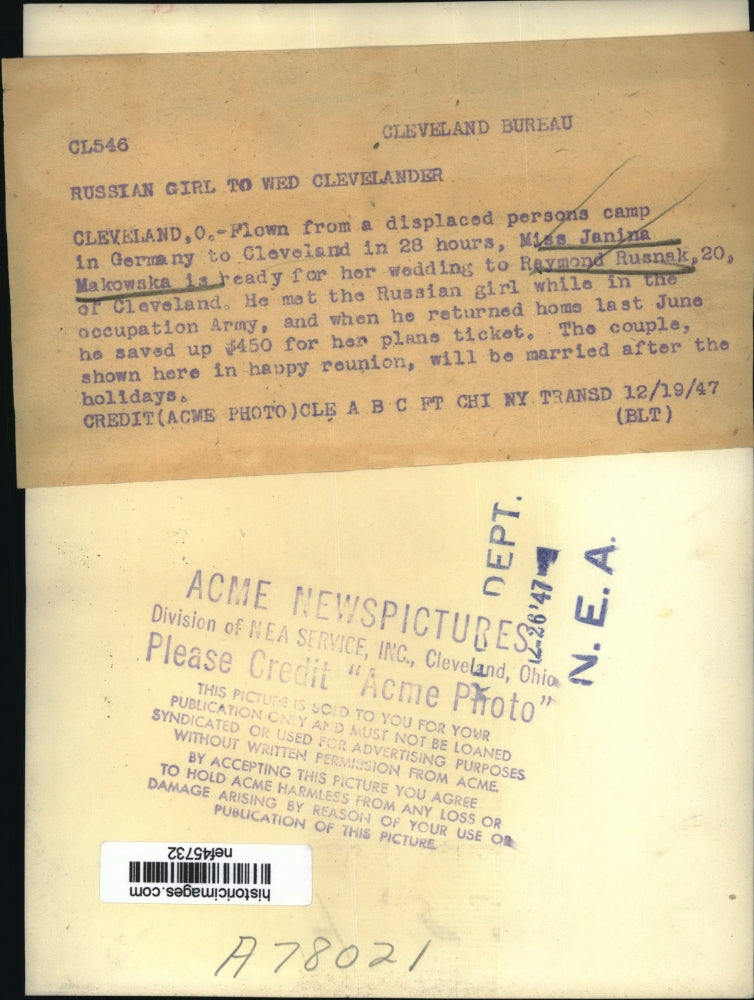 CL546
CLEVELAND BUREAU
RUSSIAN GIRL TO WED CLEVELANDER
CLEVELAND,O.-Flown from a displaced persons camp
in Germany to Cleveland in 28 hours, Miss Janina
Makowska is ready for her wedding to Raymond Rusnak,20,
of Cleveland. He met the Russian girl while in the
occupation Army, and when he returned home last June
he saved up $450 for her plane ticket. The couple,
shown here in happy reunion, will be married after the
holidays.
CREDIT(ACME PHOTO)CLE A B C FT CHI NY TRANSD 12/19/47
(BLT)
DEPT.
12-26'47
N.E.A.
ACME NEWSPICTURES
Division of NEA SERVICE, INC., Cleveland, Ohio
Please Credit "Acme Photo"
THIS PICTURE IS SOLD TO YOU FOR YOUR
PUBLICATION ONLY AND MUST NOT BE LOANED
SYNDICATED OR USED FOR ADVERTISING PURPOSES
WITHOUT WRITTEN PERMISSION FROM ACME.
BY ACCEPTING THIS PICTURE YOU AGREE
TO HOLD ACME HARMLESS FROM ANY LOSS OR
DAMAGE ARISING BY REASON OF YOUR USE OR
PUBLICATION OF THIS PICTURE.
historicimages.com
nef45732
A78021